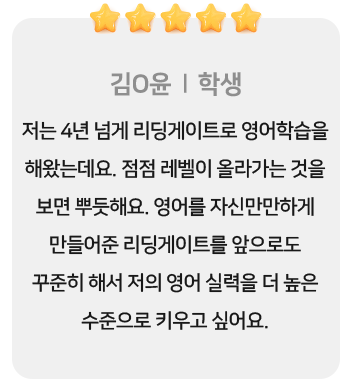 김O윤 | 학생
저는 4년 넘게 리딩게이트로 영어학습을
해왔는데요. 점점 레벨이 올라가는 것을
보면 뿌듯해요. 영어를 자신만만하게
만들어준 리딩게이트를 앞으로도
꾸준히 해서 저의 영어 실력을 더 높은
수준으로 키우고 싶어요.